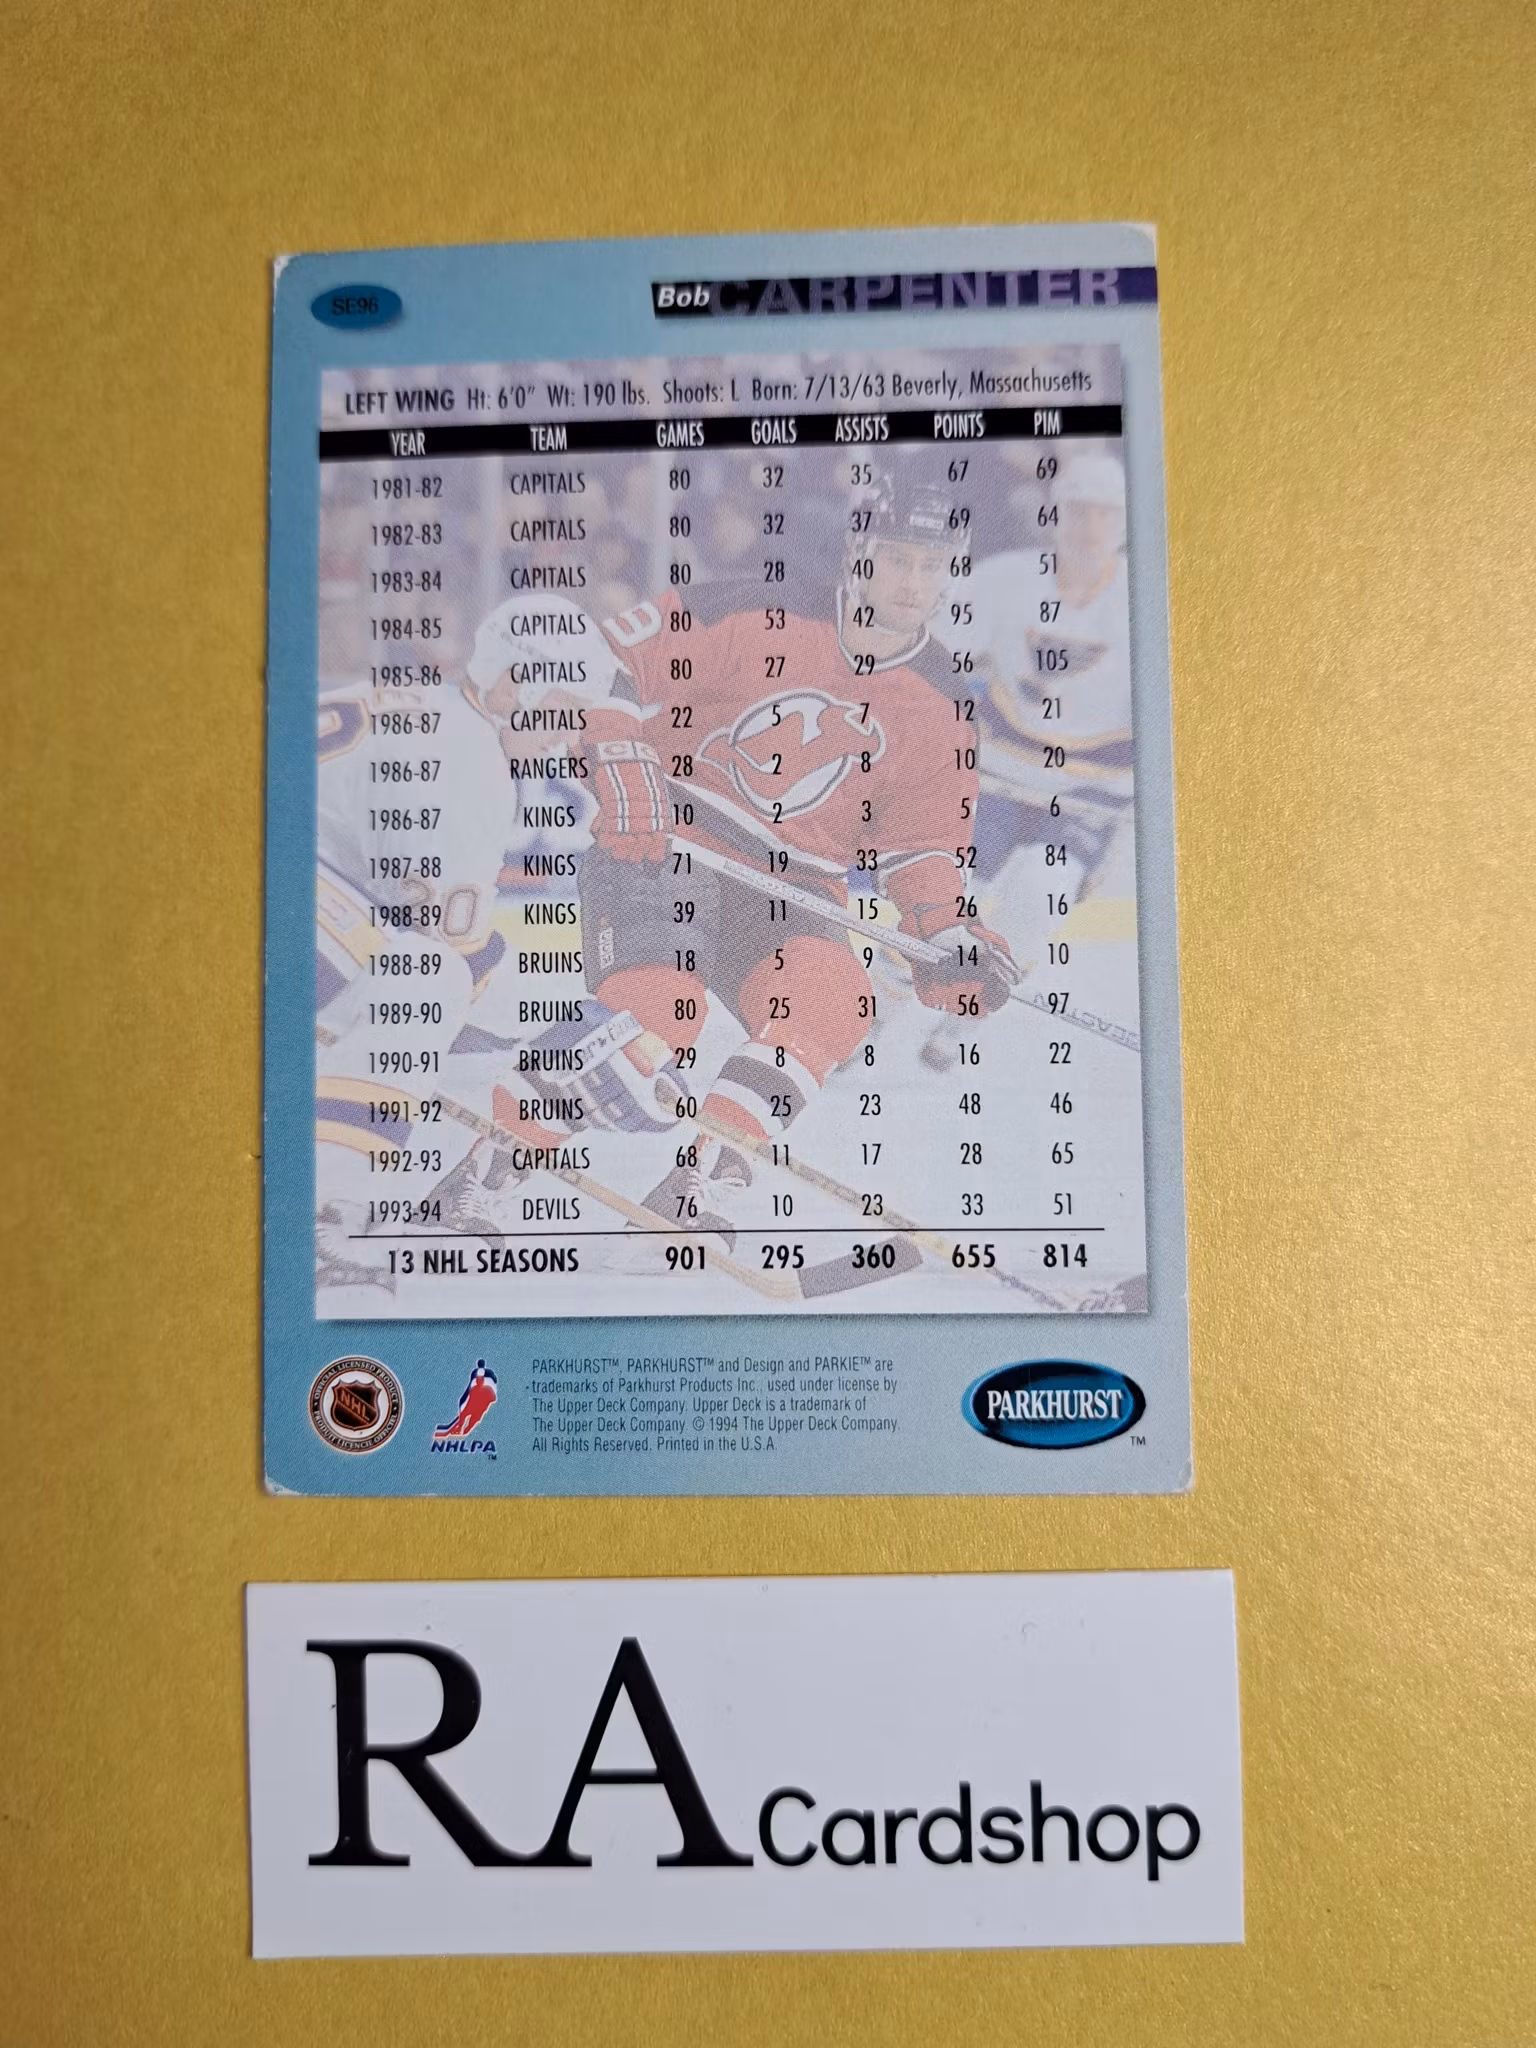 SE96
Bob CARPENTER
LEFT WING Ht: 6'0" Wt: 190 lbs. Shoots: L Born: 7/13/63 Beverly, Massachusetts
YEAR TEAM GAMES GOALS ASSISTS POINTS PIM
1981-82 CAPITALS 80 32 35 67 69
1982-83 CAPITALS 80 32 37 69 64
1983-84 CAPITALS 80 28 40 68 51
1984-85 CAPITALS 80 53 42 95 87
1985-86 CAPITALS 80 27 29 56 105
1986-87 CAPITALS 22 5 7 12 21
1986-87 RANGERS 28 2 8 10 20
1986-87 KINGS 10 2 3 5 6
1987-88 KINGS 71 19 33 52 84
1988-89 KINGS 39 11 15 26 16
1988-89 BRUINS 18 5 9 14 10
1989-90 BRUINS 80 25 31 56 97
1990-91 BRUINS 29 8 8 16 22
1991-92 BRUINS 60 25 23 48 46
1992-93 CAPITALS 68 11 17 28 65
1993-94 DEVILS 76 10 23 33 51
13 NHL SEASONS 901 295 360 655 814
OFFICIAL LICENSED PRODUCT
NHL
PRODUIT LICENCIÉ OFFICIEL
NHLPA
TM
PARKHURST™, PARKHURST™ and Design and PARKIE™ are
trademarks of Parkhurst Products Inc., used under license by
The Upper Deck Company. Upper Deck is a trademark of
The Upper Deck Company. © 1994 The Upper Deck Company.
All Rights Reserved. Printed in the U.S.A.
PARKHURST
TM
RA Cardshop